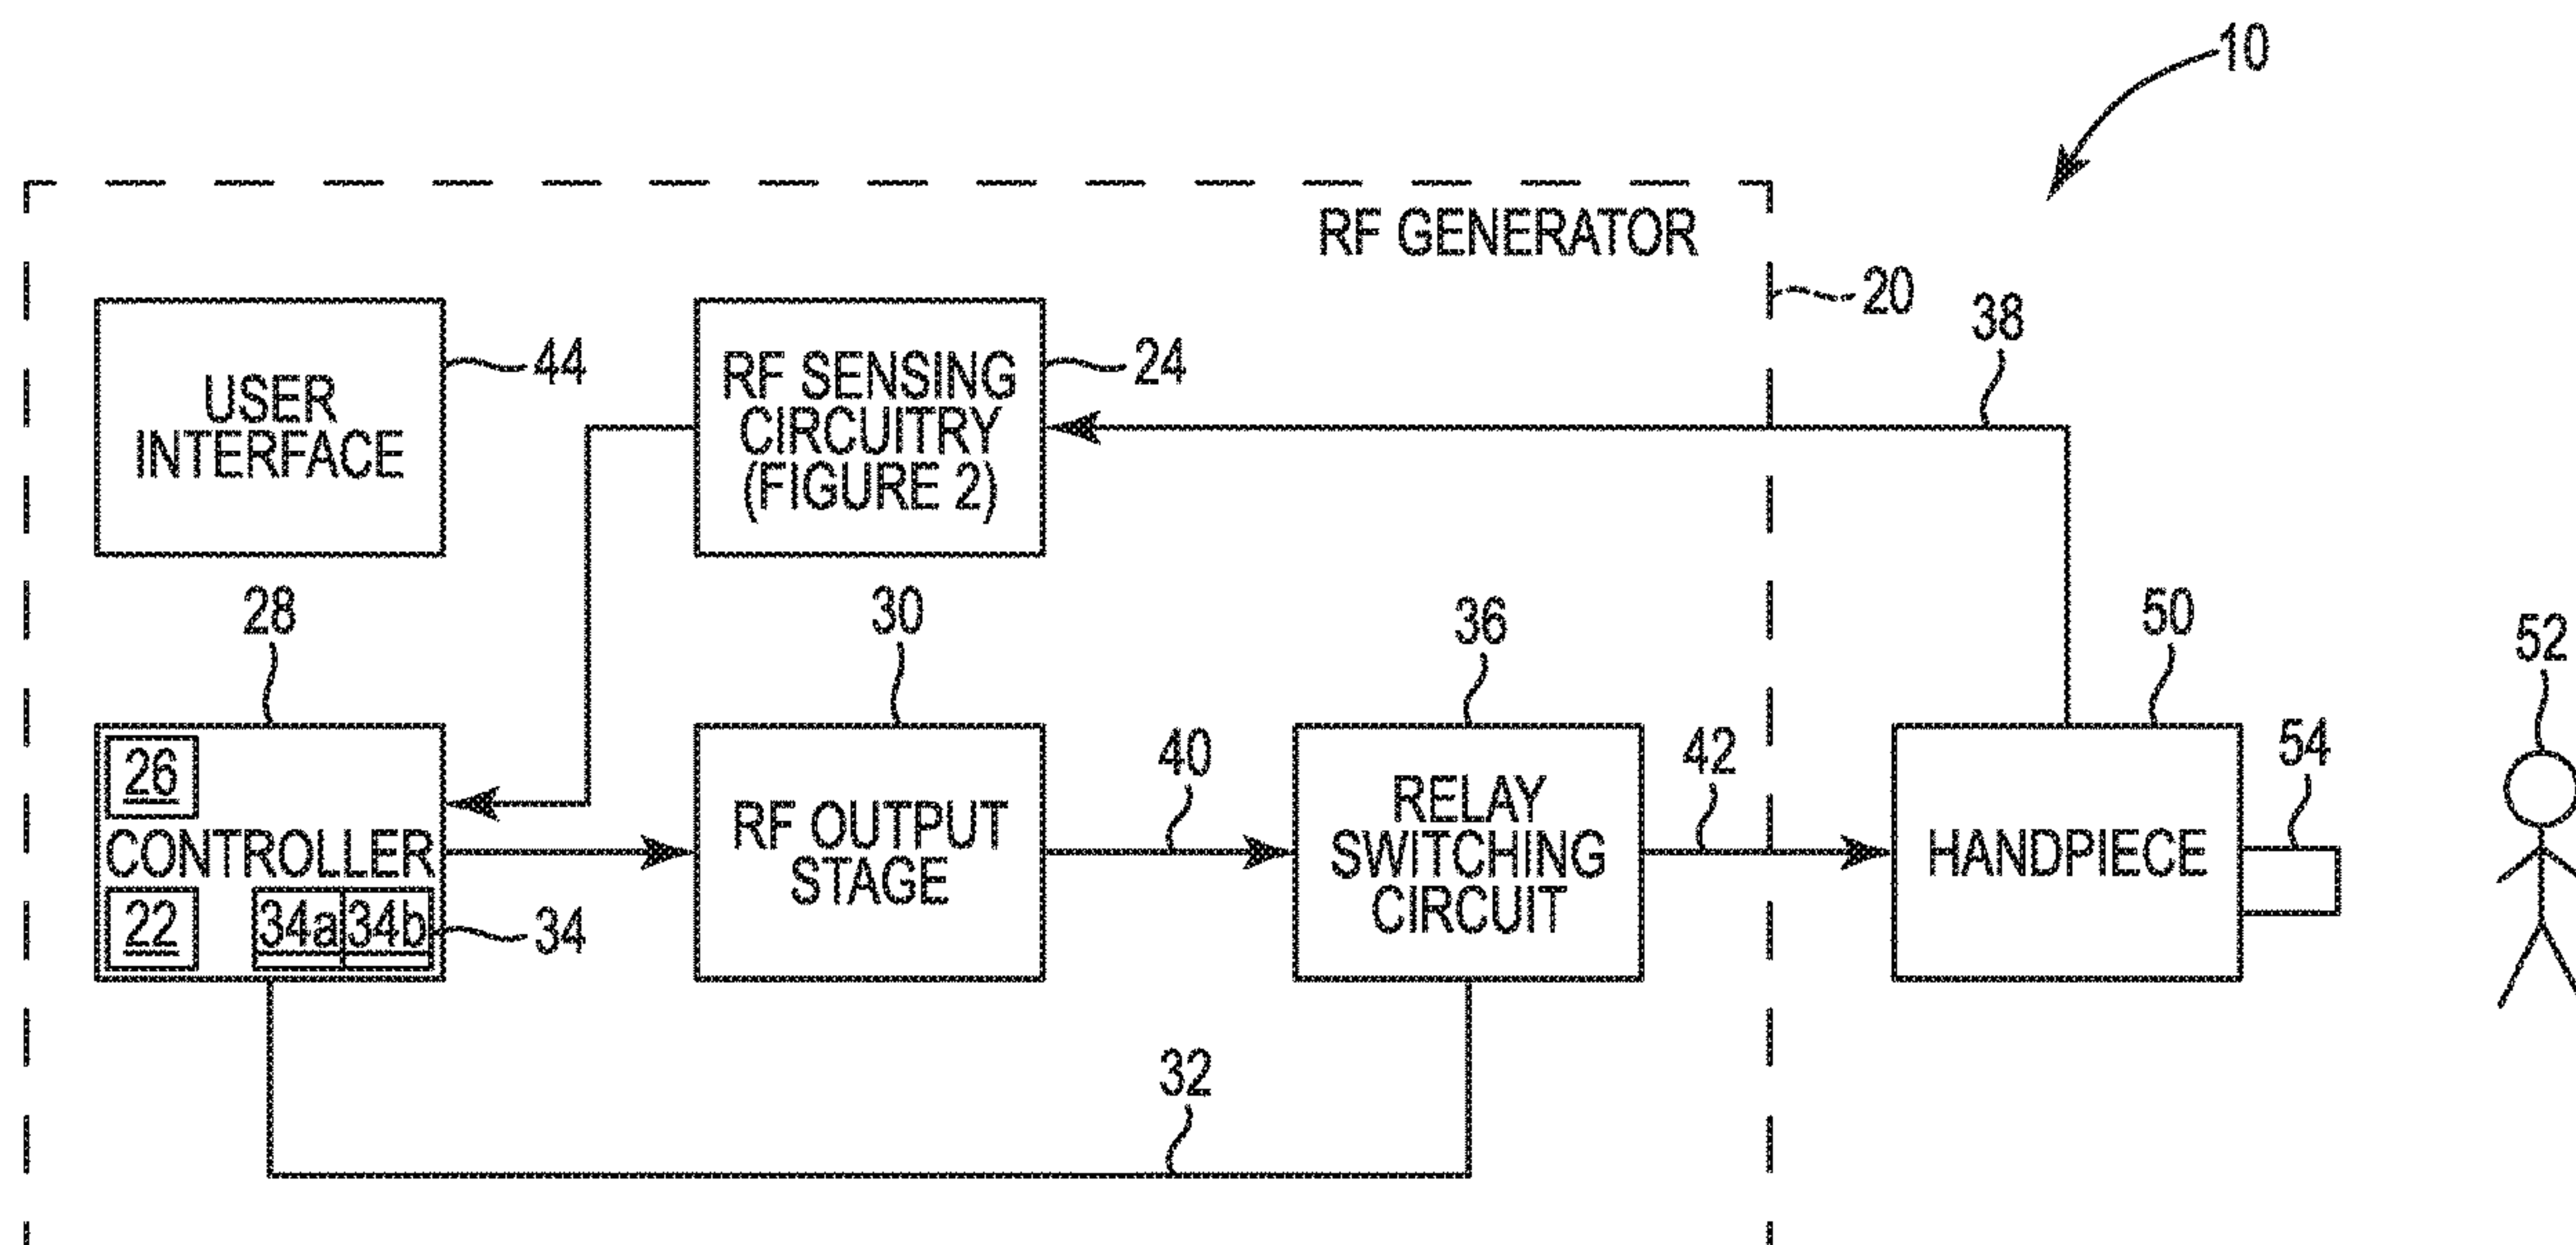 10
RF GENERATOR
20
38
USER
INTERFACE
44
RF SENSING
CIRCUITRY
(FIGURE 2)
24
28
30
36
50
52
26
CONTROLLER
22
34a
34b
34
RF OUTPUT
STAGE
40
RELAY
SWITCHING
CIRCUIT
42
HANDPIECE
54
32